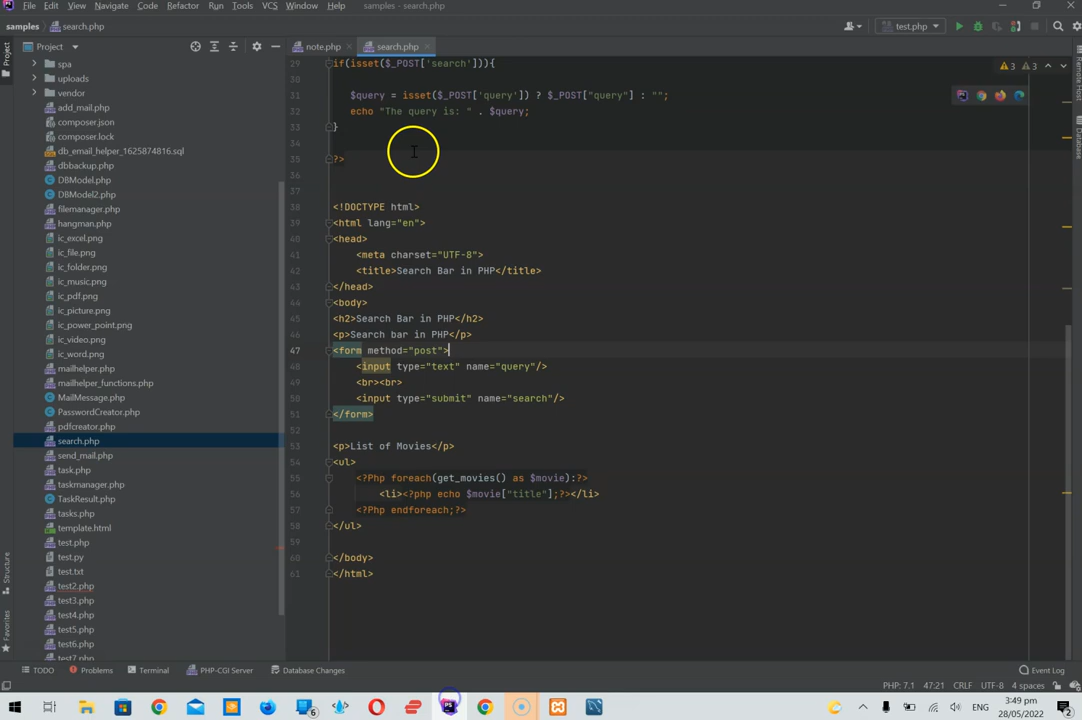 File Edit View Navigate Code Refactor Run Tools VCS Window Help samples - search.php
samples search.php test.php
Project note.php search.php
spa
uploads
vendor
add_mail.php
composer.json
composer.lock
db_email_helper_1625874816.sql
dbbackup.php
DBModel.php
DBModel2.php
filemanager.php
hangman.php
ic_excel.png
ic_file.png
ic_folder.png
ic_music.png
ic_pdf.png
ic_picture.png
ic_power_point.png
ic_video.png
ic_word.png
mailhelper.php
mailhelper_functions.php
MailMessage.php
PasswordCreator.php
pdfcreator.php
search.php
send_mail.php
task.php
taskmanager.php
TaskResult.php
tasks.php
template.html
test.php
test.py
test.txt
test2.php
test3.php
test4.php
test5.php
test6.php
test7.php
Project
Structure
Favorites
29 if(isset($_POST['search'])){
30
31 $query = isset($_POST['query']) ? $_POST["query"] : "";
32 echo "The query is: " . $query;
33 }
34
35 ?>
36
37
38 <!DOCTYPE html>
39 <html lang="en">
40 <head>
41 <meta charset="UTF-8">
42 <title>Search Bar in PHP</title>
43 </head>
44 <body>
45 <h2>Search Bar in PHP</h2>
46 <p>Search bar in PHP</p>
47 <form method="post">
48 <input type="text" name="query"/>
49 <br><br>
50 <input type="submit" name="search"/>
51 </form>
52
53 <p>List of Movies</p>
54 <ul>
55 <?Php foreach(get_movies() as $movie):?>
56 <li><?php echo $movie["title"];?></li>
57 <?Php endforeach;?>
58 </ul>
59
60 </body>
61 </html>
3 3
Remote Host
Database
TODO Problems Terminal PHP-CGI Server Database Changes Event Log
PHP: 7.1 47:21 CRLF UTF-8 4 spaces
6
3:49 PM
28/05/2022
2